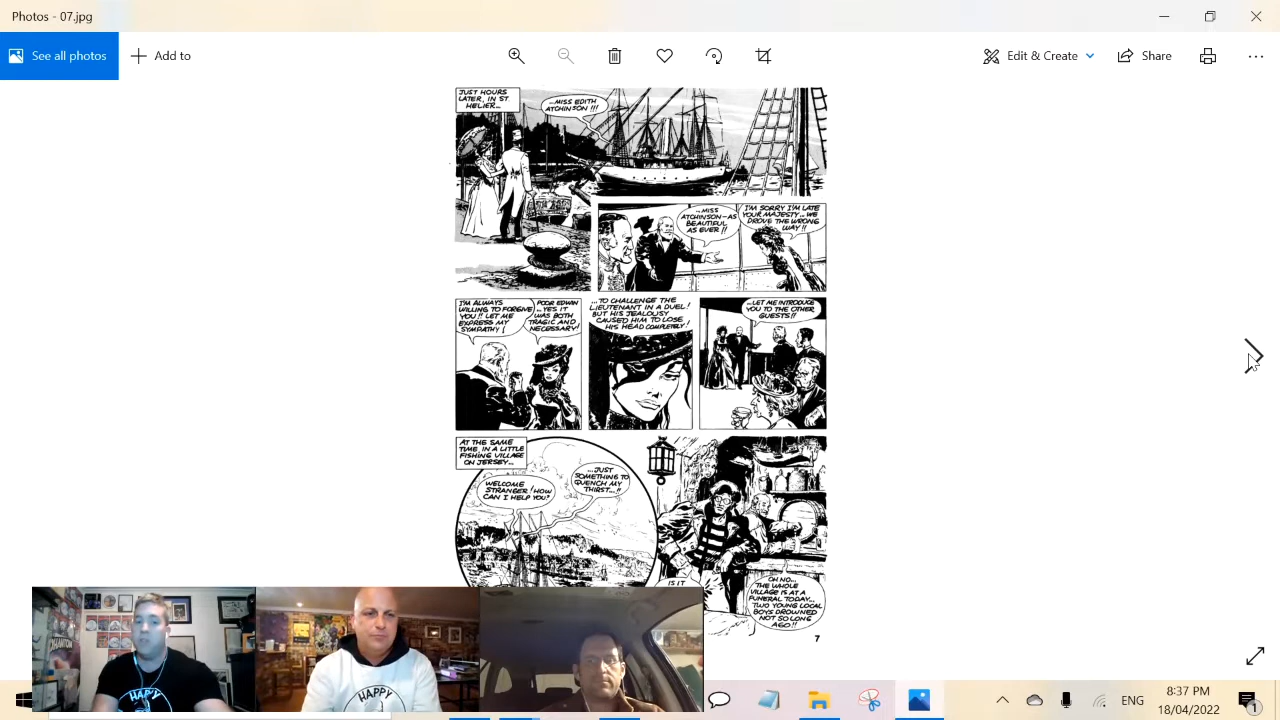 Photos - 07.jpg
See all photos
Add to
Edit & Create
Share
JUST HOURS
LATER, IN ST.
HELIER...
...MISS EDITH
ATCHINSON!!!
...MISS
ATCHINSON-AS
BEAUTIFUL
AS EVER!!
I'M SORRY I'M LATE
YOUR MAJESTY... WE
DROVE THE WRONG
WAY!!
I'M ALWAYS
WILLING TO FORGIVE
YOU!! LET ME
EXPRESS MY
SYMPATHY!
POOR EDWIN
...YES IT
WAS BOTH
TRAGIC AND
NECESSARY!
...TO CHALLENGE THE
LIEUTENANT IN A DUEL!
BUT HIS JEALOUSY
CAUSED HIM TO LOSE
HIS HEAD COMPLETELY!
...LET ME INTRODUCE
YOU TO THE OTHER
GUESTS!!
AT THE SAME
TIME, IN A LITTLE
FISHING VILLAGE
ON JERSEY...
WELCOME
STRANGER! HOW
CAN I HELP YOU?
...JUST
SOMETHING TO
QUENCH MY
THIRST...!!
IS IT
OH NO...
THE WHOLE
VILLAGE IS AT A
FUNERAL TODAY...
TWO YOUNG LOCAL
BOYS DROWNED
NOT SO LONG
AGO!!
7
HAPPY
HAPPY
ENG
8:37 PM
18/04/2022
1